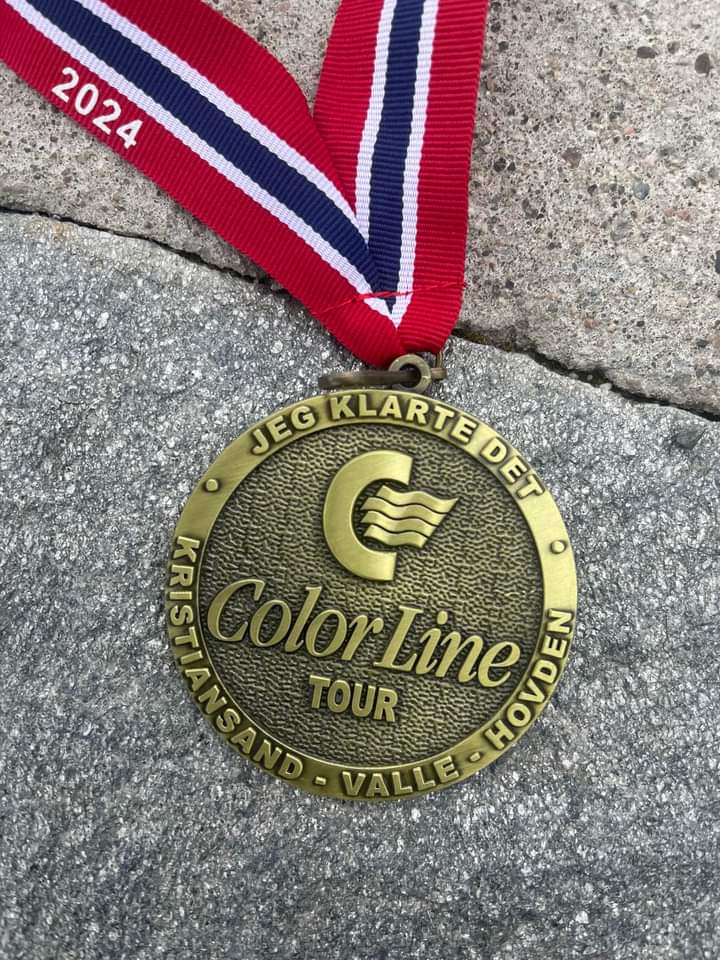 2024
JEG KLARTE DET
Color Line
TOUR
KRISTIANSAND - VALLE - HOVDEN